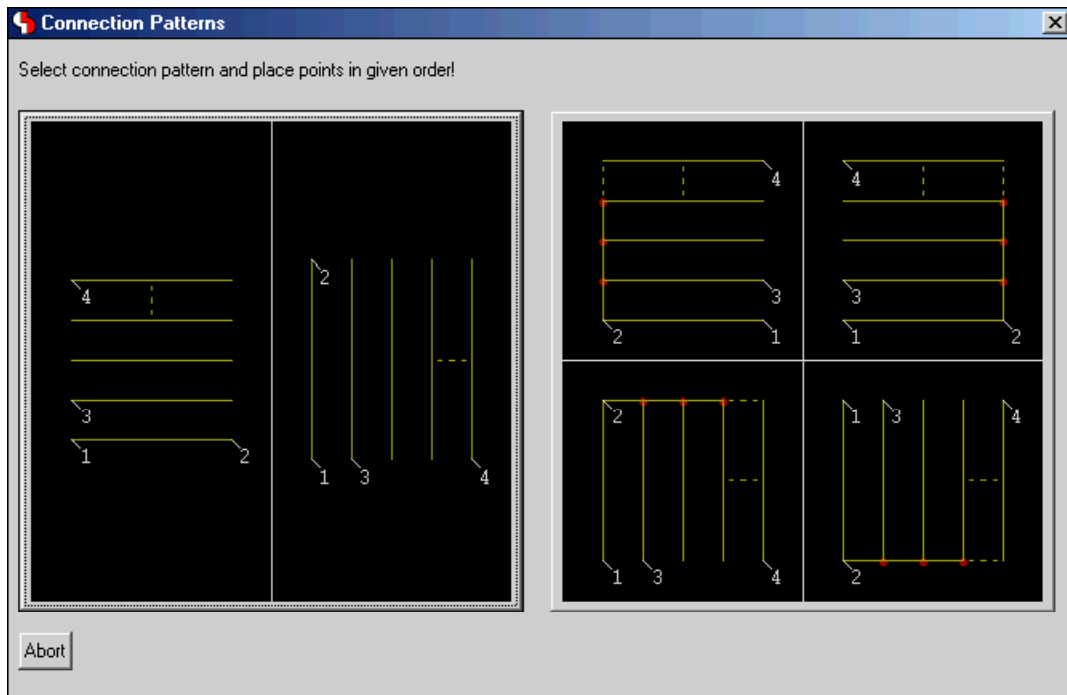 Connection Patterns
Select connection pattern and place points in given order!
4
3
1 2
2
1 3 4
4
3
2 1
4
3
1 2
2
1 3 4
1 3 4
2
Abort